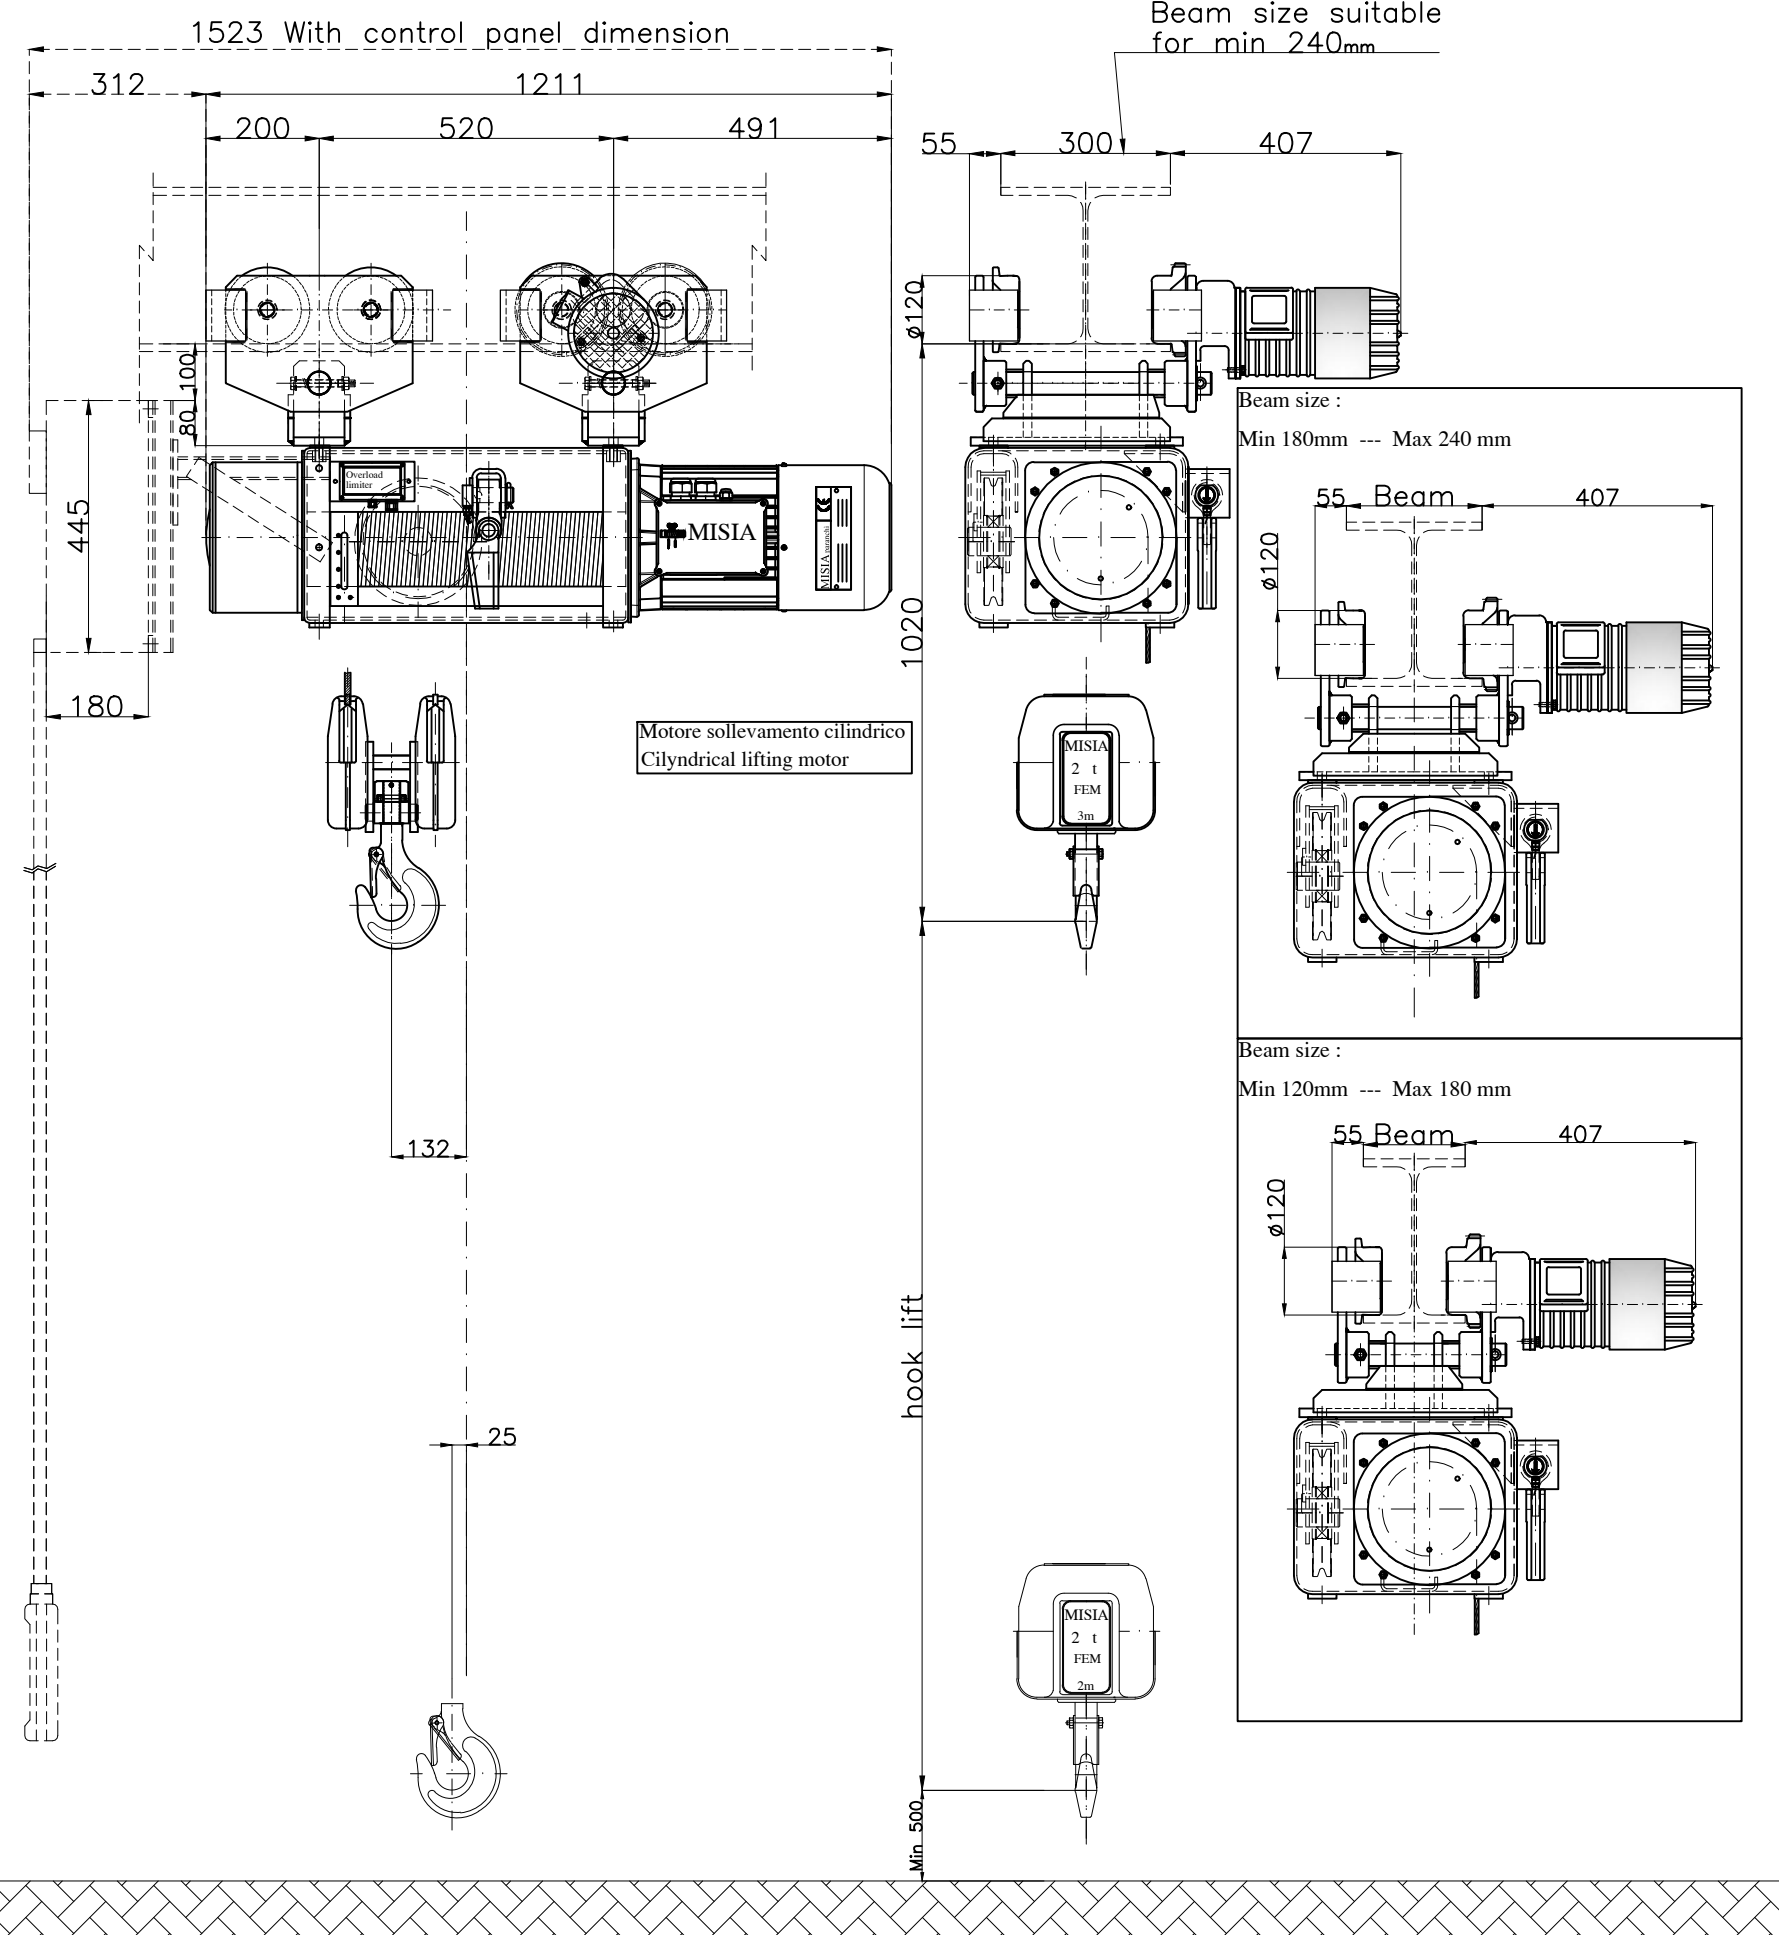 Beam size suitable
for min 240mm
1523 With control panel dimension
312
1211
200
520
491
55
300
407
ø120
100
80
445
180
Overload
limiter
MISIA
CE
MISIA paranchi
1020
Motore sollevamento cilindrico
Cilyndrical lifting motor
MISIA
2 t
FEM
3m
132
hook lift
25
MISIA
2 t
FEM
2m
Min 500
Beam size :
Min 180mm --- Max 240 mm
55
Beam
407
ø120
Beam size :
Min 120mm --- Max 180 mm
55
Beam
407
ø120